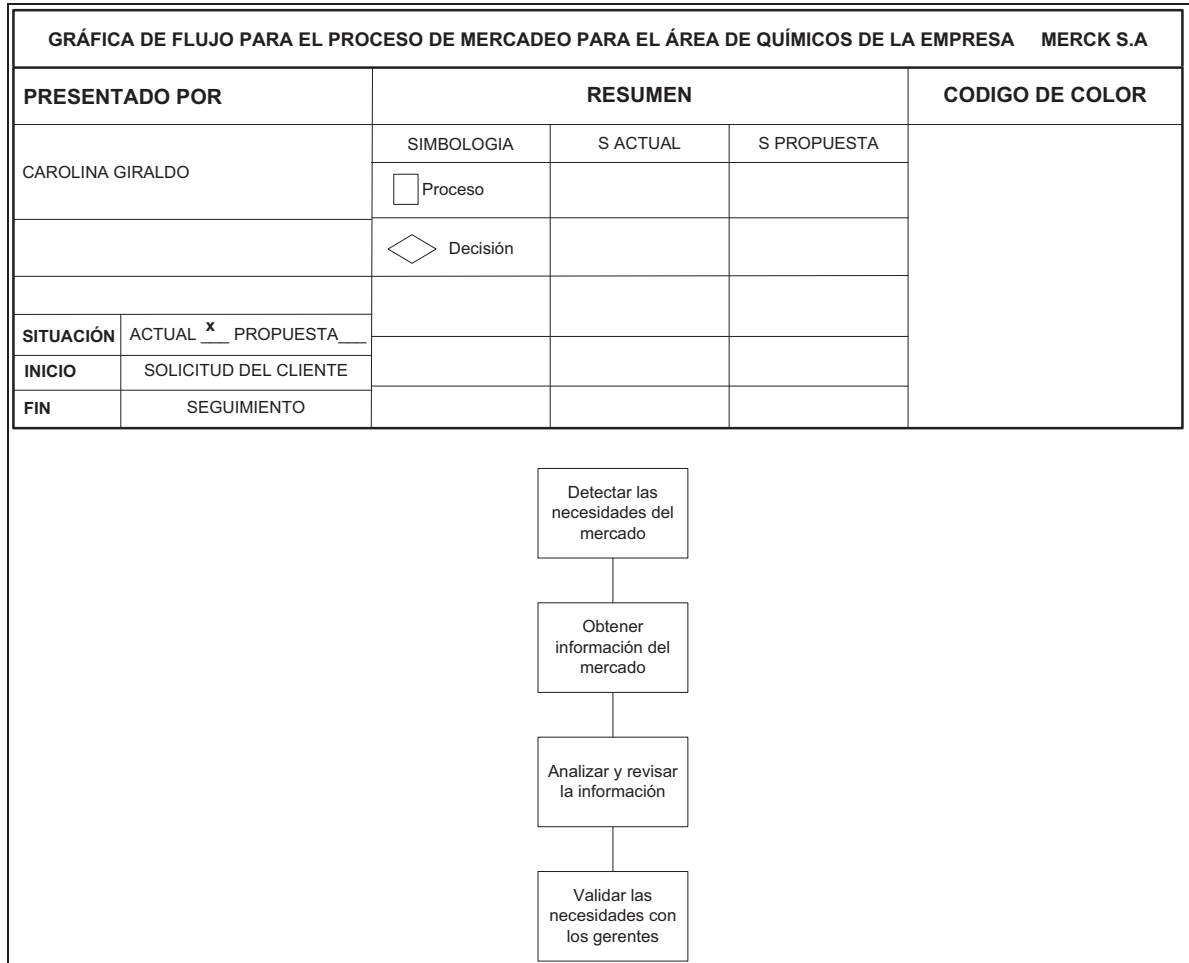 GRÁFICA DE FLUJO PARA EL PROCESO DE MERCADEO PARA EL ÁREA DE QUÍMICOS DE LA EMPRESA MERCK S.A
PRESENTADO POR
RESUMEN
CODIGO DE COLOR
CAROLINA GIRALDO
SIMBOLOGIA
S ACTUAL
S PROPUESTA
Proceso
Decisión
SITUACIÓN
ACTUAL _x_ PROPUESTA___
INICIO
SOLICITUD DEL CLIENTE
FIN
SEGUIMIENTO
Detectar las
necesidades del
mercado
Obtener
información del
mercado
Analizar y revisar
la información
Validar las
necesidades con
los gerentes